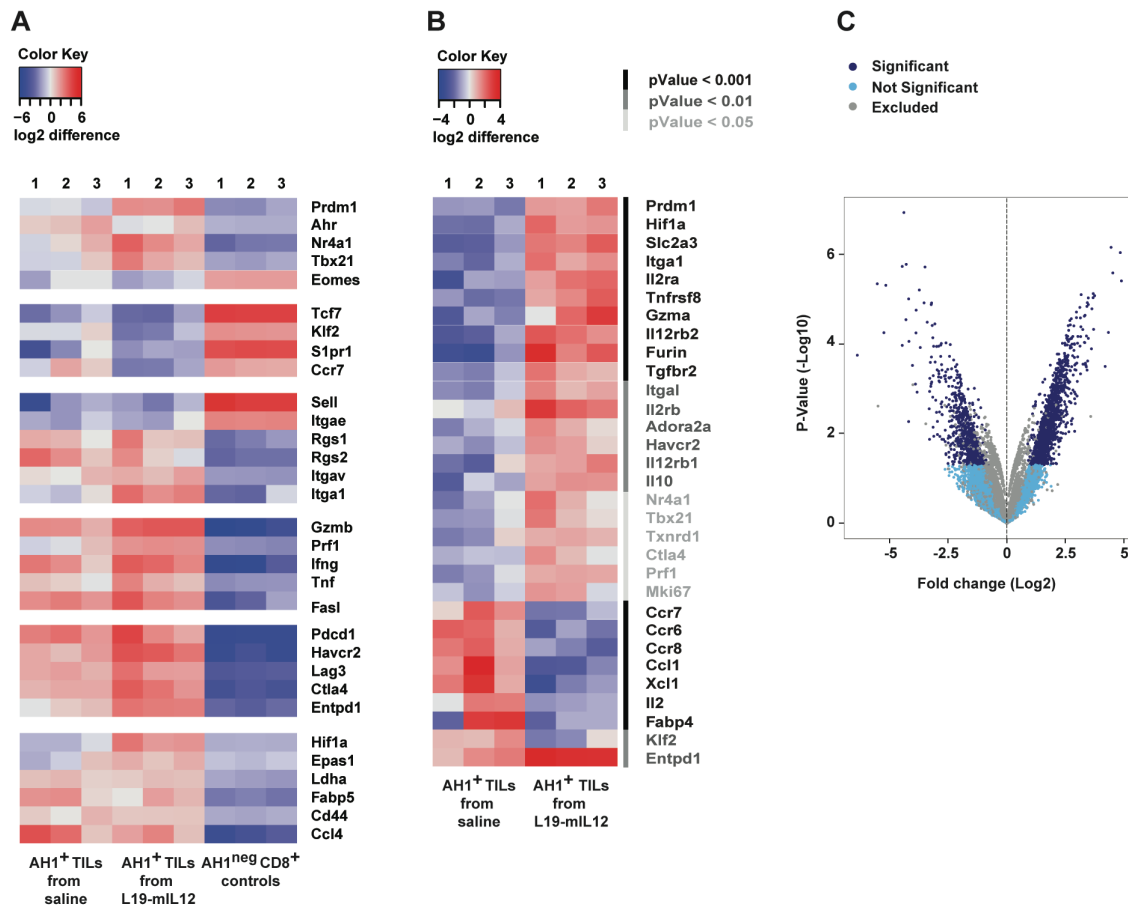 A
Color Key
−6 0 6
log2 difference
1 2 3 1 2 3 1 2 3
Prdm1
Ahr
Nr4a1
Tbx21
Eomes
Tcf7
Klf2
S1pr1
Ccr7
Sell
Itgae
Rgs1
Rgs2
Itgav
Itga1
Gzmb
Prf1
Ifng
Tnf
Fasl
Pdcd1
Havcr2
Lag3
Ctla4
Entpd1
Hif1a
Epas1
Ldha
Fabp5
Cd44
Ccl4
AH1+ TILs
from
saline
AH1+ TILs
from
L19-mIL12
AH1neg CD8+
controls
B
Color Key
−4 0 4
log2 difference
pValue < 0.001
pValue < 0.01
pValue < 0.05
1 2 3 1 2 3
Prdm1
Hif1a
Slc2a3
Itga1
Il2ra
Tnfrsf8
Gzma
Il12rb2
Furin
Tgfbr2
Itgal
Il2rb
Adora2a
Havcr2
Il12rb1
Il10
Nr4a1
Tbx21
Txnrd1
Ctla4
Prf1
Mki67
Ccr7
Ccr6
Ccr8
Ccl1
Xcl1
Il2
Fabp4
Klf2
Entpd1
AH1+ TILs
from
saline
AH1+ TILs
from
L19-mIL12
C
Significant
Not Significant
Excluded
P-Value (-Log10)
6
4
2
0
-5 -2.5 0 2.5 5
Fold change (Log2)